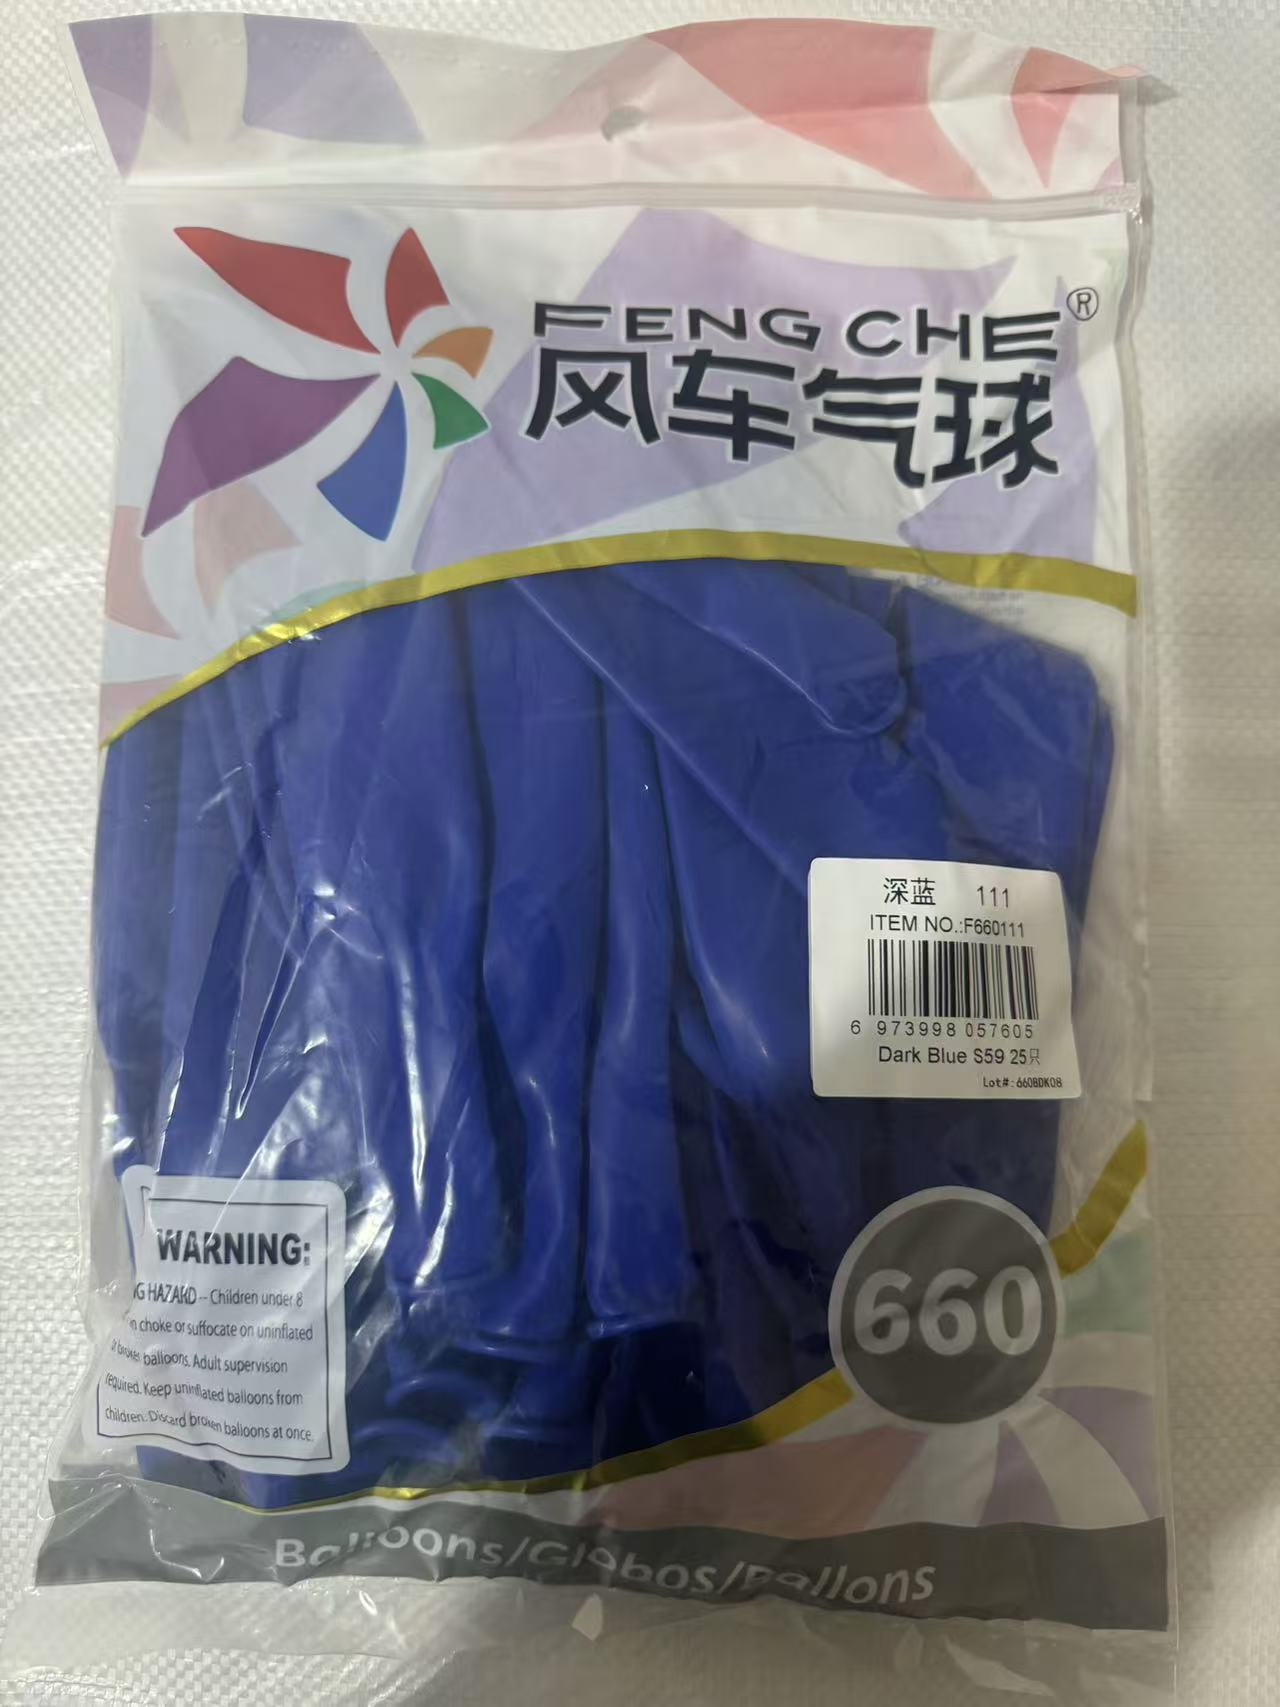 FENG CHE®
风车气球
深蓝 111
ITEM NO.:F660111
6 973998 057605
Dark Blue S59 25只
Lot#:660BDK08
WARNING:
HAZARD -- Children under 8
choke or suffocate on uninflated
broken balloons. Adult supervision
required. Keep uninflated balloons from
children. Discard broken balloons at once.
660
Balloons/Globos/Ballons